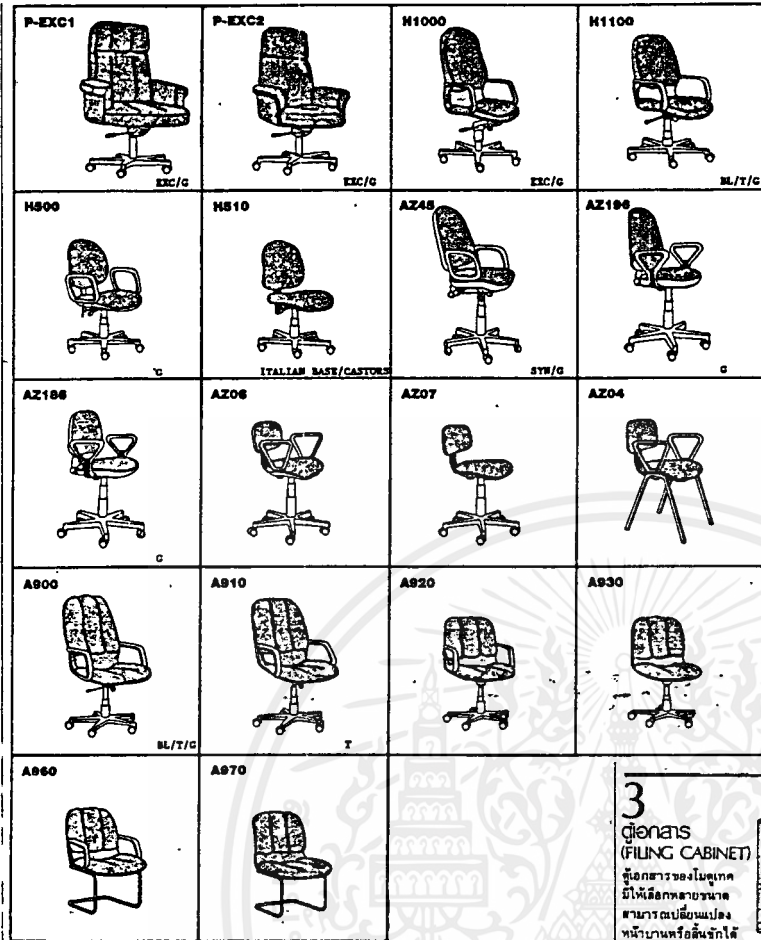 P-EXC1
EXC/G
P-EXC2
EXC/G
H1000
EXC/G
H1100
BL/T/G
H500
G
H510
ITALIAN BASE/CASTORS
AZ45
SYN/G
AZ196
G
AZ186
G
AZ06
AZ07
AZ04
A900
BL/T/G
A910
T
A920
A930
A960
A970
3
ตู้เอกสาร
(FILING CABINET)
ตู้เอกสารของโมดูเทค
มีให้เลือกหลายขนาด
สามารถเปลี่ยนแปลง
หน้าบานหรือลิ้นชักได้